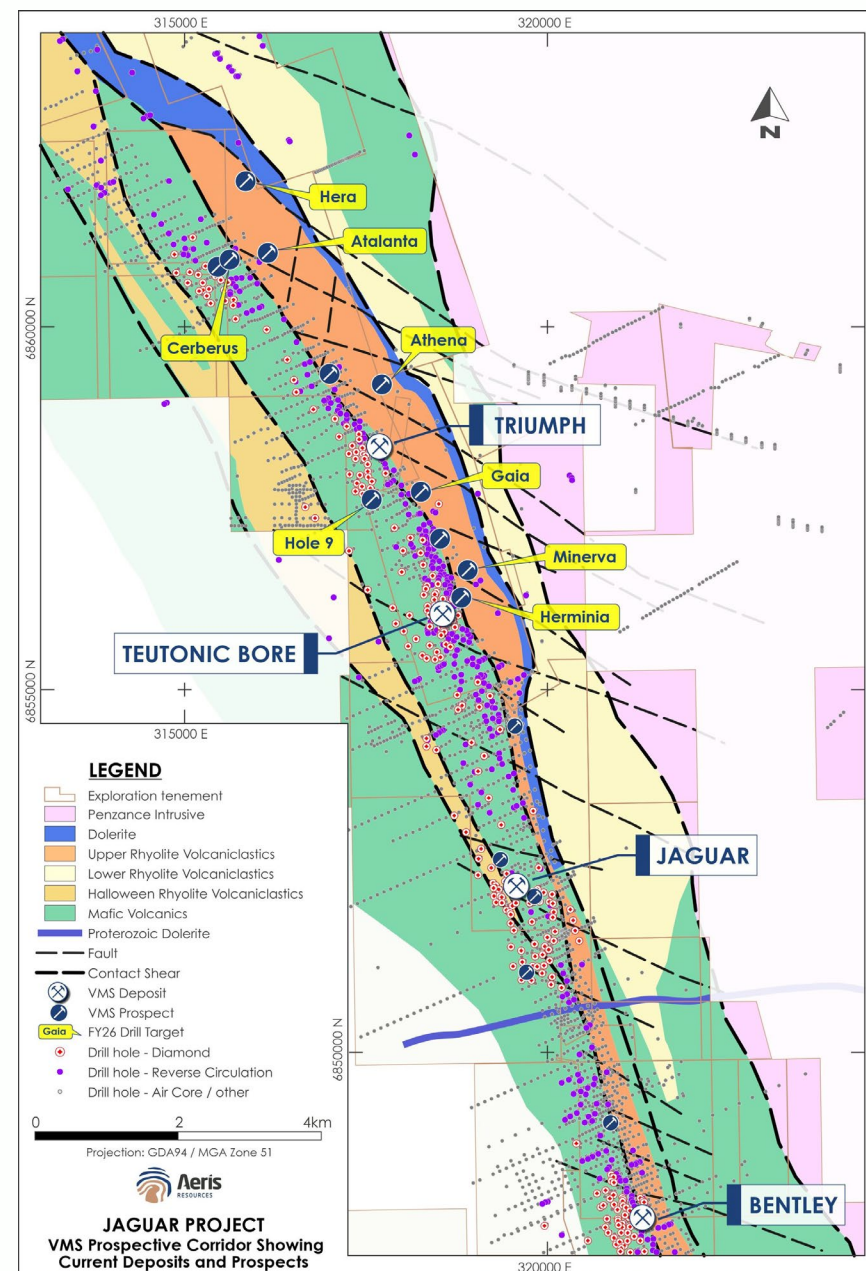 315000 E
320000 E
N
Hera
Atalanta
6860000 N
Cerberus
Athena
TRIUMPH
Gaia
Hole 9
Minerva
Herminia
TEUTONIC BORE
6855000 N
315000 E
LEGEND
Exploration tenement
Penzance Intrusive
Dolerite
Upper Rhyolite Volcaniclastics
Lower Rhyolite Volcaniclastics
Halloween Rhyolite Volcaniclastics
Mafic Volcanics
Proterozoic Dolerite
Fault
Contact Shear
VMS Deposit
VMS Prospect
Gaia FY26 Drill Target
Drill hole - Diamond
Drill hole - Reverse Circulation
Drill hole - Air Core / other
JAGUAR
6850000 N
0 2 4km
Projection: GDA94 / MGA Zone 51
Aeris
RESOURCES
JAGUAR PROJECT
VMS Prospective Corridor Showing
Current Deposits and Prospects
BENTLEY
320000 E